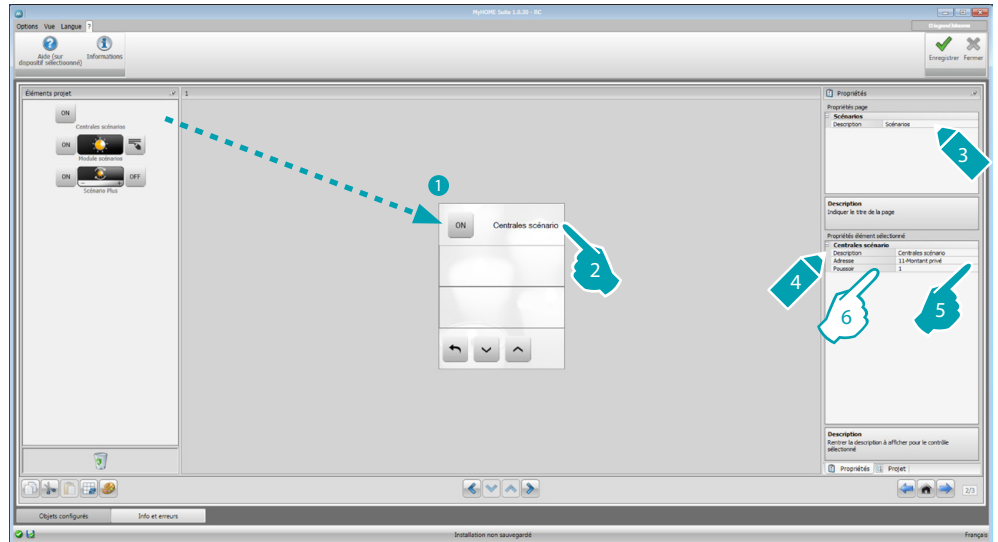 MyHOME Suite 1.0.30 - RC
Options Vue Langue ?
Aide (sur
dispositif sélectionné)
Informations
Enregistrer Fermer
Éléments projet
1
Propriétés
ON
Centrales scénarios
ON
Module scénarios
ON
- +
OFF
Scénario Plus
Propriétés page
Scénarios
Description Scénarios
3
Description
Indiquer le titre de la page
1
ON Centrales scénario
2
Propriétés élément sélectionné
Centrales scénario
Description Centrales scénario
Adresse 11-Montant privé
Poussoir 1
4
5
6
Description
Rentrer la description à afficher pour le contrôle
sélectionné
Propriétés Projet
2/3
Objets configurés Info et erreurs
Installation non sauvegardé
Français